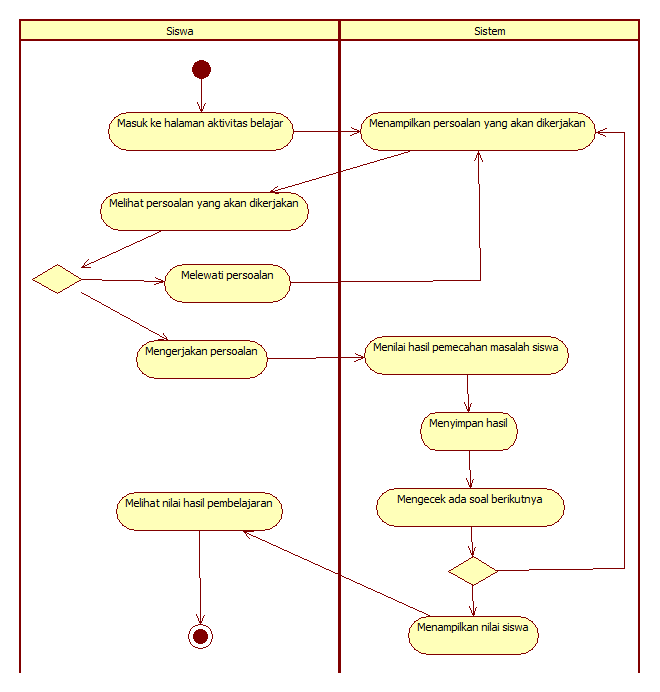 Siswa
Sistem
Masuk ke halaman aktivitas belajar
Menampilkan persoalan yang akan dikerjakan
Melihat persoalan yang akan dikerjakan
Melewati persoalan
Mengerjakan persoalan
Menilai hasil pemecahan masalah siswa
Menyimpan hasil
Melihat nilai hasil pembelajaran
Mengecek ada soal berikutnya
Menampilkan nilai siswa